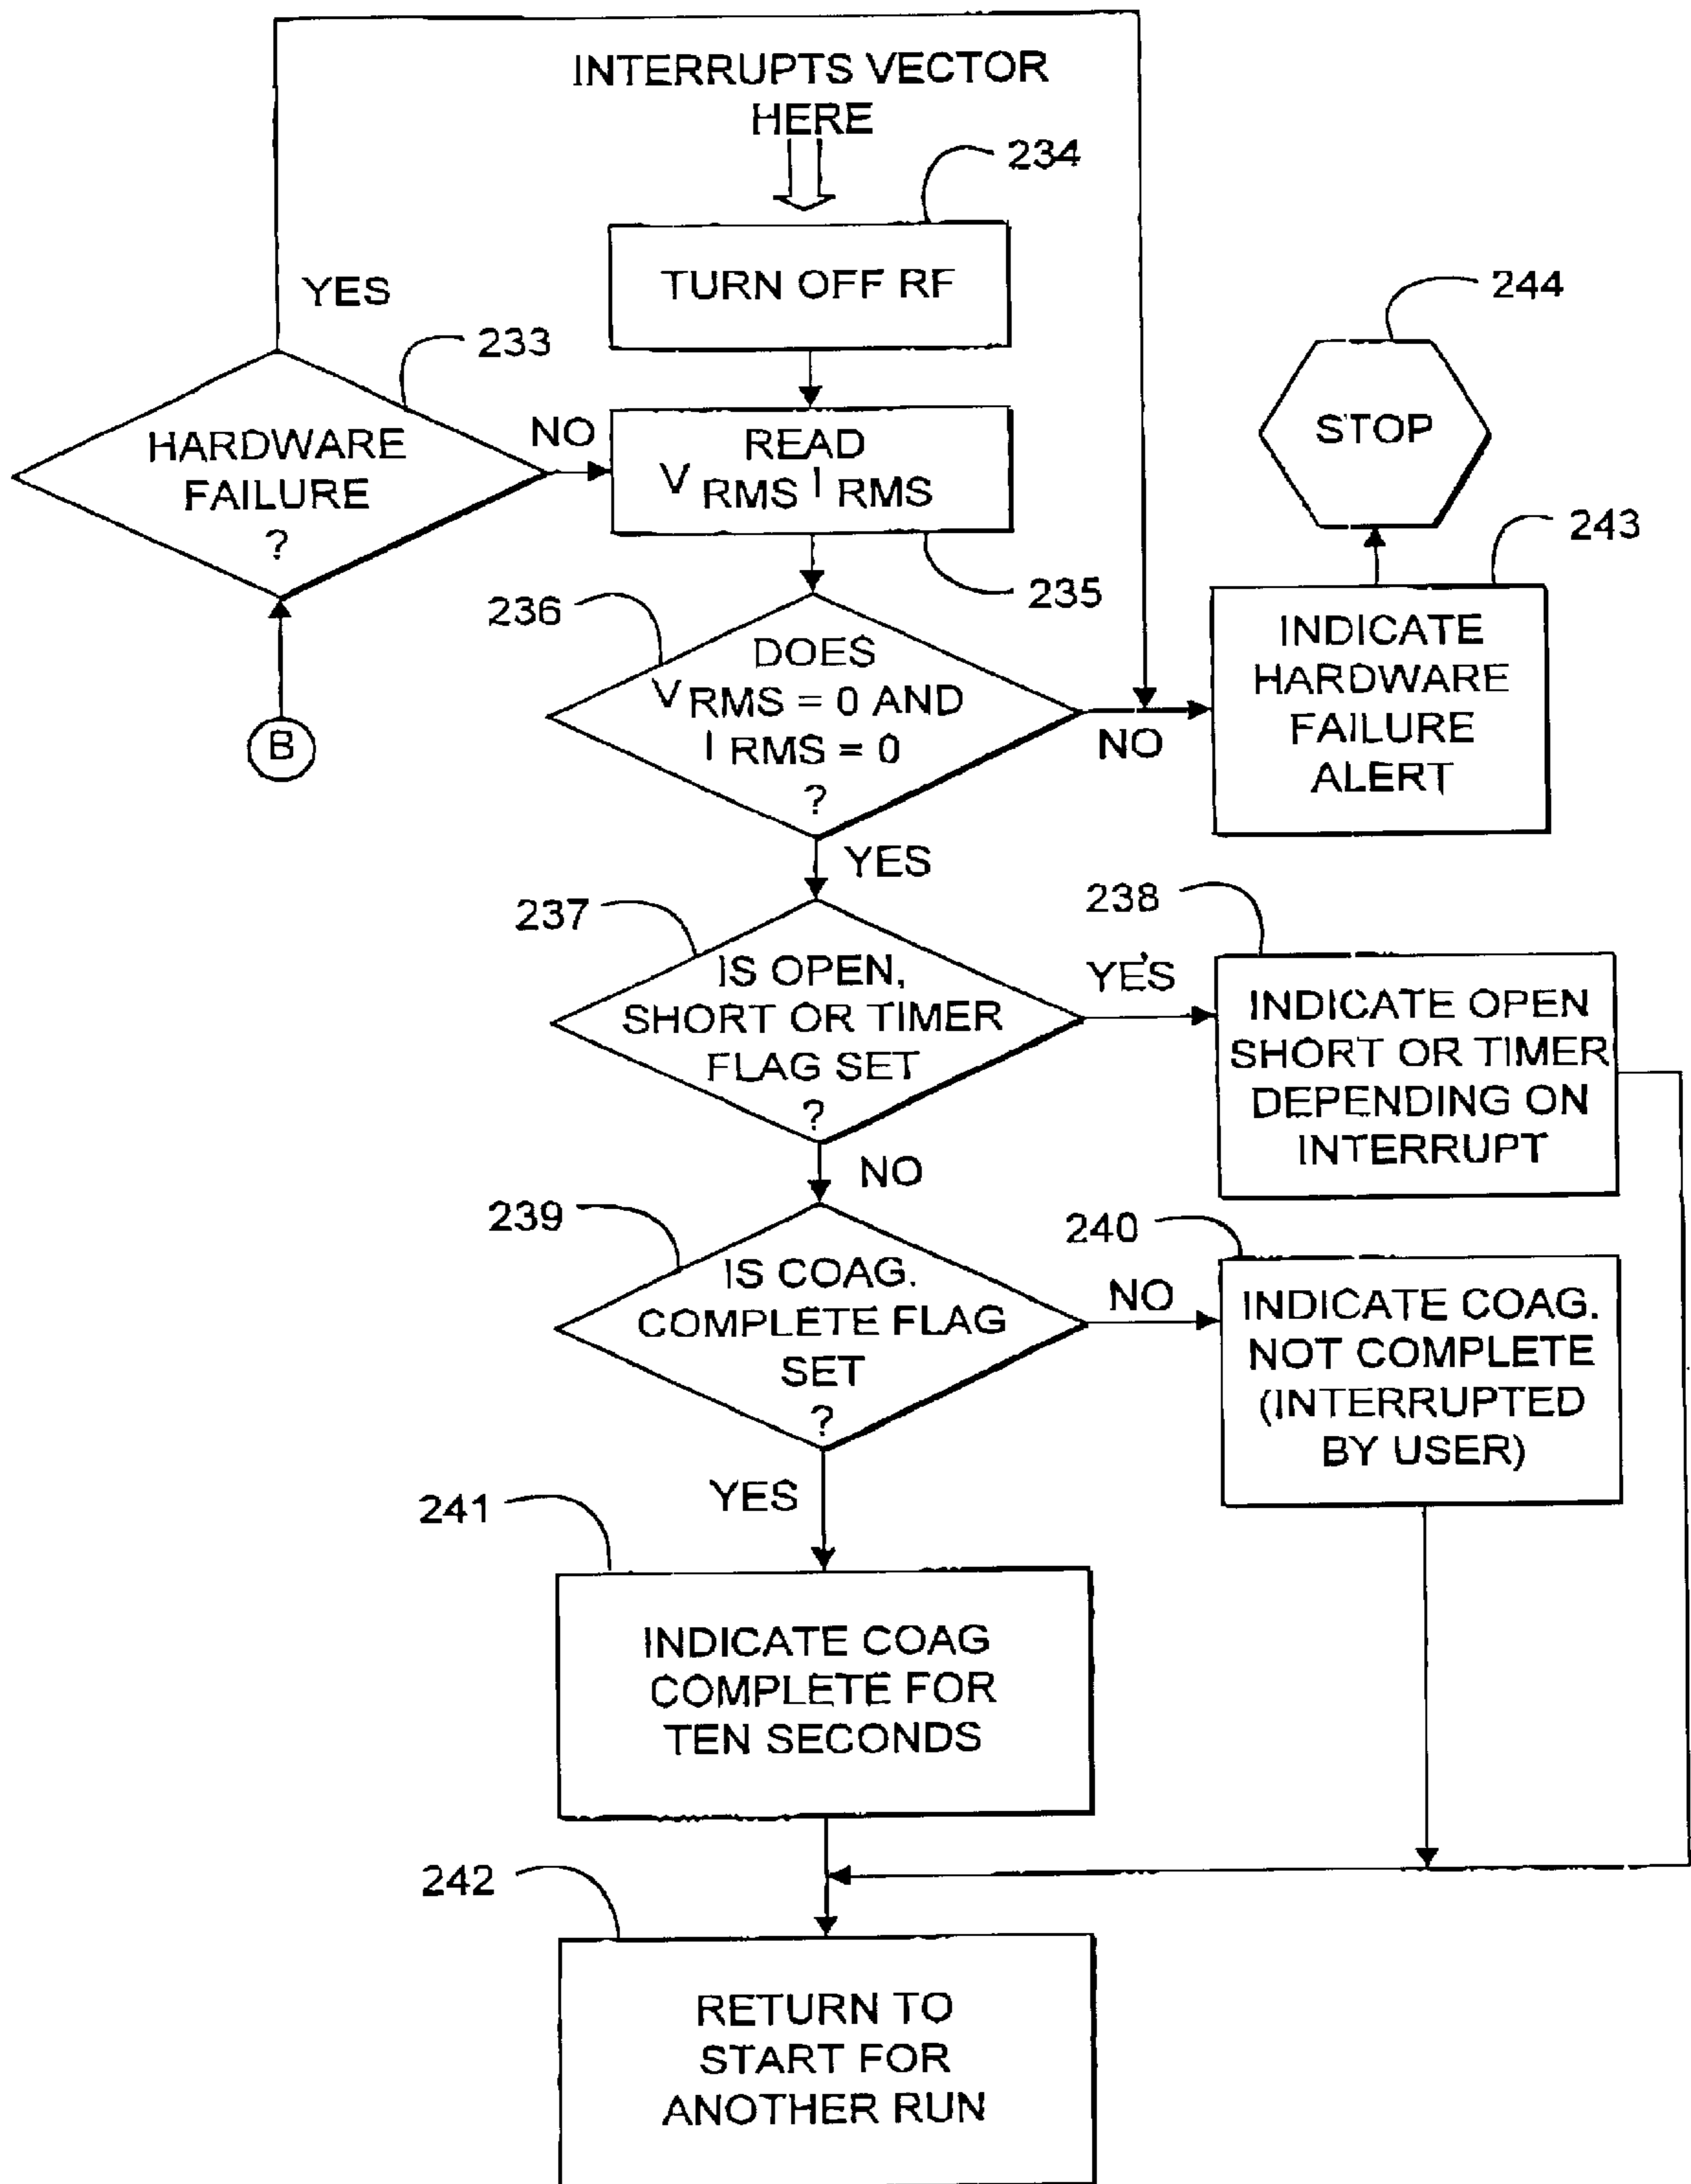 INTERRUPTS VECTOR
HERE
234
TURN OFF RF
YES
233
HARDWARE
FAILURE
?
NO
READ
V RMS I RMS
235
244
STOP
243
INDICATE
HARDWARE
FAILURE
ALERT
B
236
DOES
V RMS = 0 AND
I RMS = 0
?
NO
YES
237
IS OPEN,
SHORT OR TIMER
FLAG SET
?
YES
238
INDICATE OPEN
SHORT OR TIMER
DEPENDING ON
INTERRUPT
NO
239
IS COAG.
COMPLETE FLAG
SET
?
NO
240
INDICATE COAG.
NOT COMPLETE
(INTERRUPTED
BY USER)
YES
241
INDICATE COAG
COMPLETE FOR
TEN SECONDS
242
RETURN TO
START FOR
ANOTHER RUN